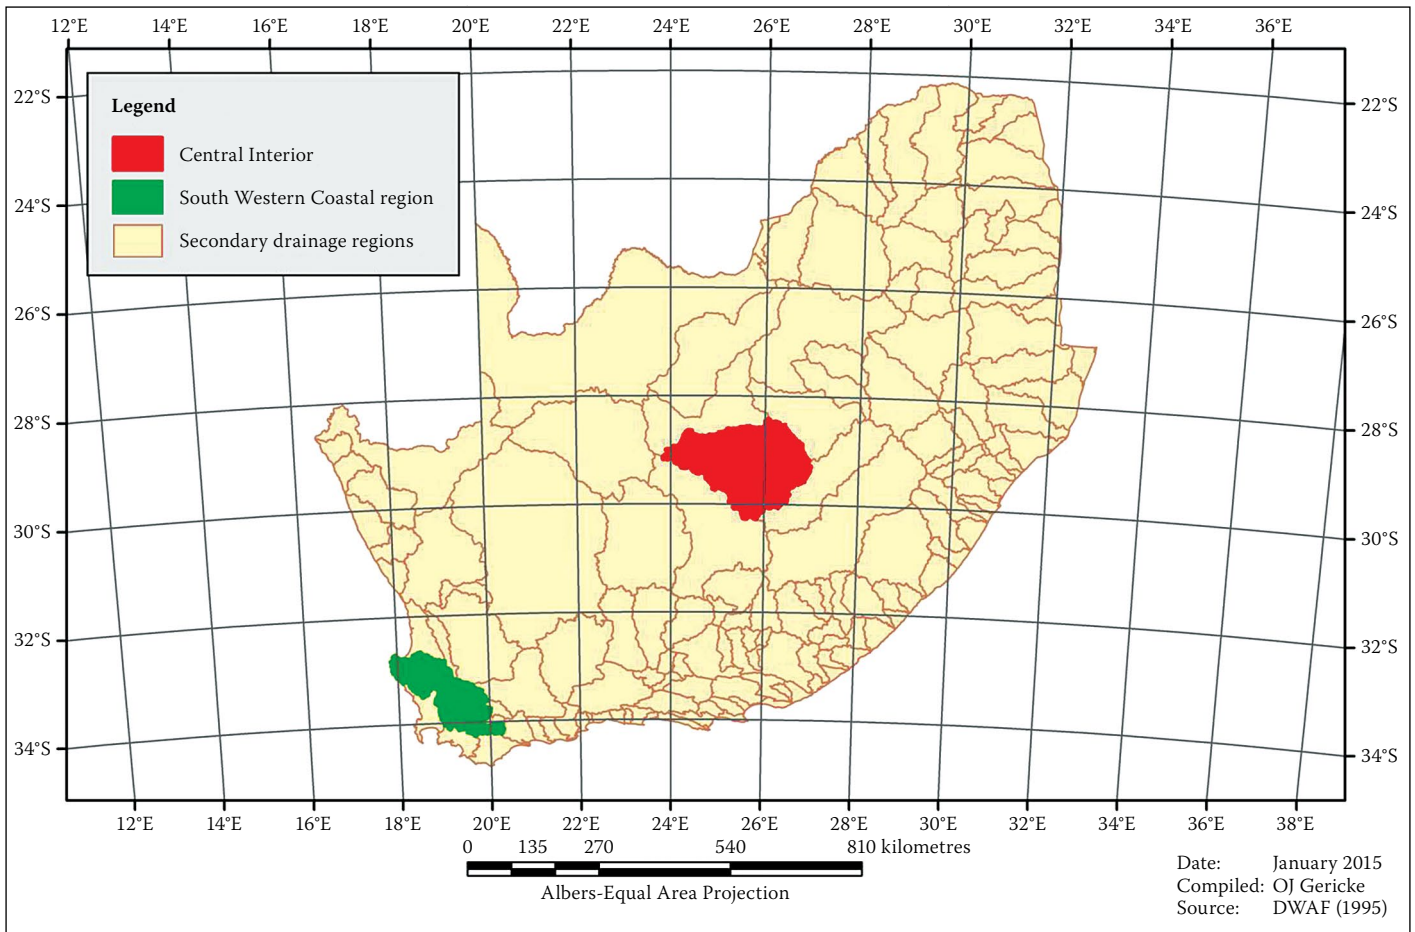 12°E 14°E 16°E 18°E 20°E 22°E 24°E 26°E 28°E 30°E 32°E 34°E 36°E
Legend
Central Interior
South Western Coastal region
Secondary drainage regions
22°S 22°S
24°S 24°S
26°S 26°S
28°S 28°S
30°S 30°S
32°S 32°S
34°S 34°S
12°E 14°E 16°E 18°E 20°E 22°E 24°E 26°E 28°E 30°E 32°E 34°E 36°E 38°E
0 135 270 540 810 kilometres
Albers-Equal Area Projection
Date: January 2015
Compiled: OJ Gericke
Source: DWAF (1995)